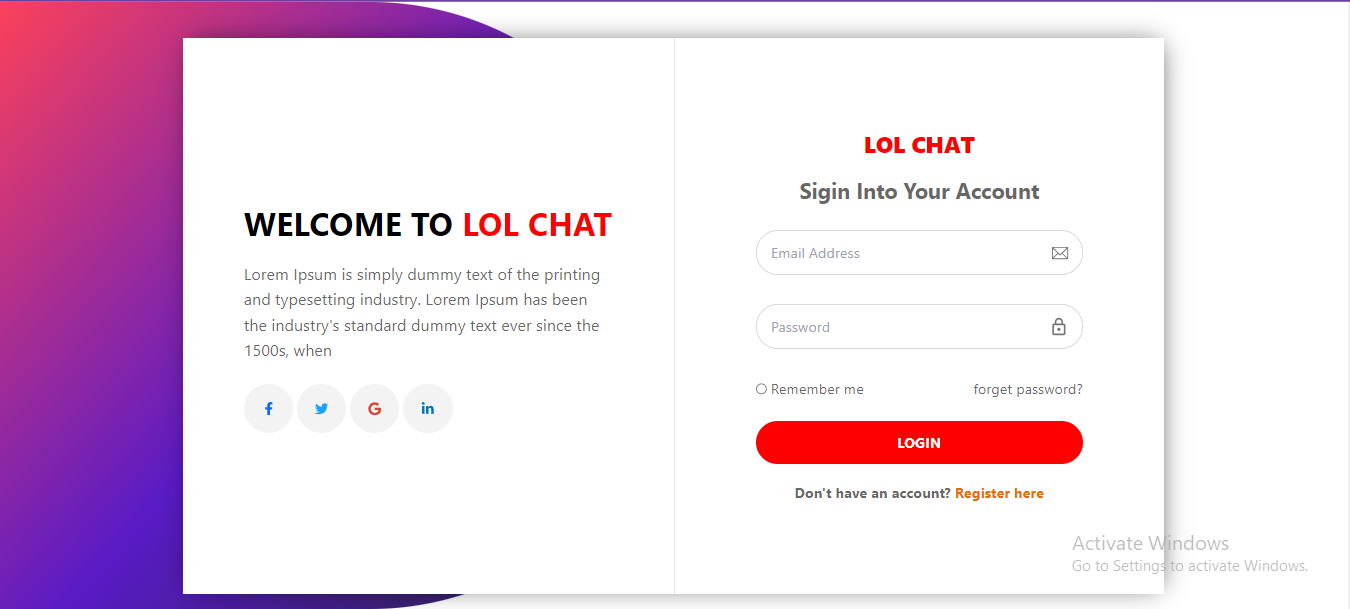 WELCOME TO LOL CHAT
Lorem Ipsum is simply dummy text of the printing
and typesetting industry. Lorem Ipsum has been
the industry's standard dummy text ever since the
1500s, when
LOL CHAT
Sigin Into Your Account
Email Address
Password
Remember me
forget password?
LOGIN
Don't have an account? Register here
Activate Windows
Go to Settings to activate Windows.